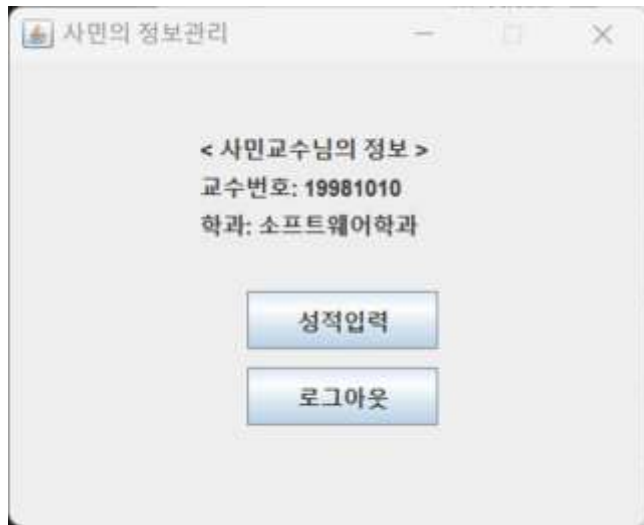 사민의 정보관리
< 사민교수님의 정보 >
교수번호: 19981010
학과: 소프트웨어학과
성적입력
로그아웃